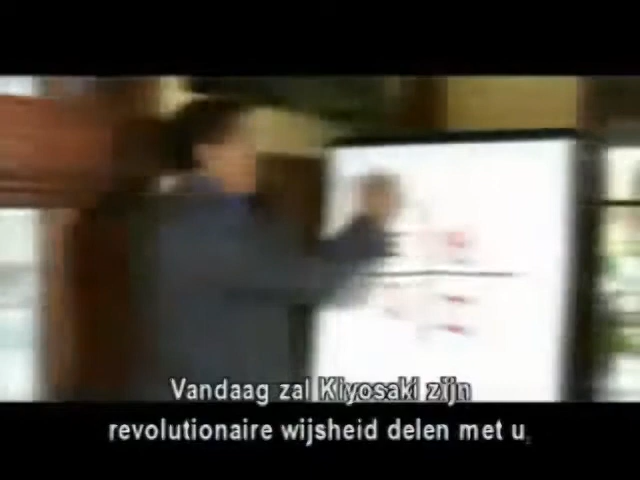 Vandaag zal Kiyosaki zijn
revolutionaire wijsheid delen met u